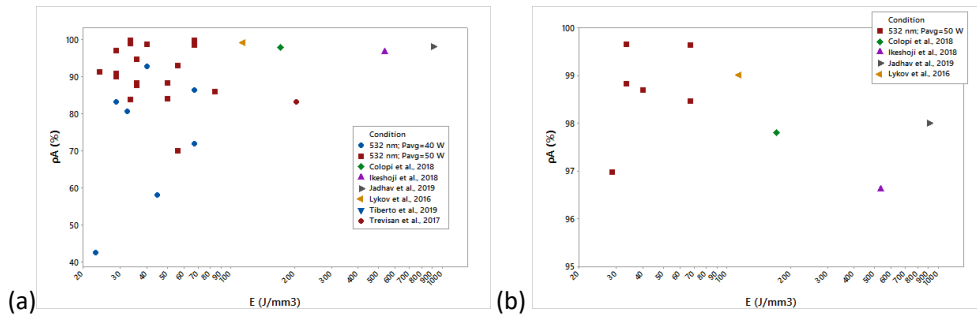 100
90
80
70
60
50
40
ρA (%)
20
30
40
50
60
70
80
90
100
200
300
400
500
600
700
800
900
1000
E (J/mm3)
Condition
532 nm; Pavg=40 W
532 nm; Pavg=50 W
Colopi et al., 2018
Ikeshoji et al., 2018
Jadhav et al., 2019
Lykov et al., 2016
Tiberto et al., 2019
Trevisan et al., 2017
(a)
100
99
98
97
96
95
ρA (%)
20
30
40
50
60
70
80
90
100
200
300
400
500
600
700
800
900
1000
E (J/mm3)
Condition
532 nm; Pavg=50 W
Colopi et al., 2018
Ikeshoji et al., 2018
Jadhav et al., 2019
Lykov et al., 2016
(b)